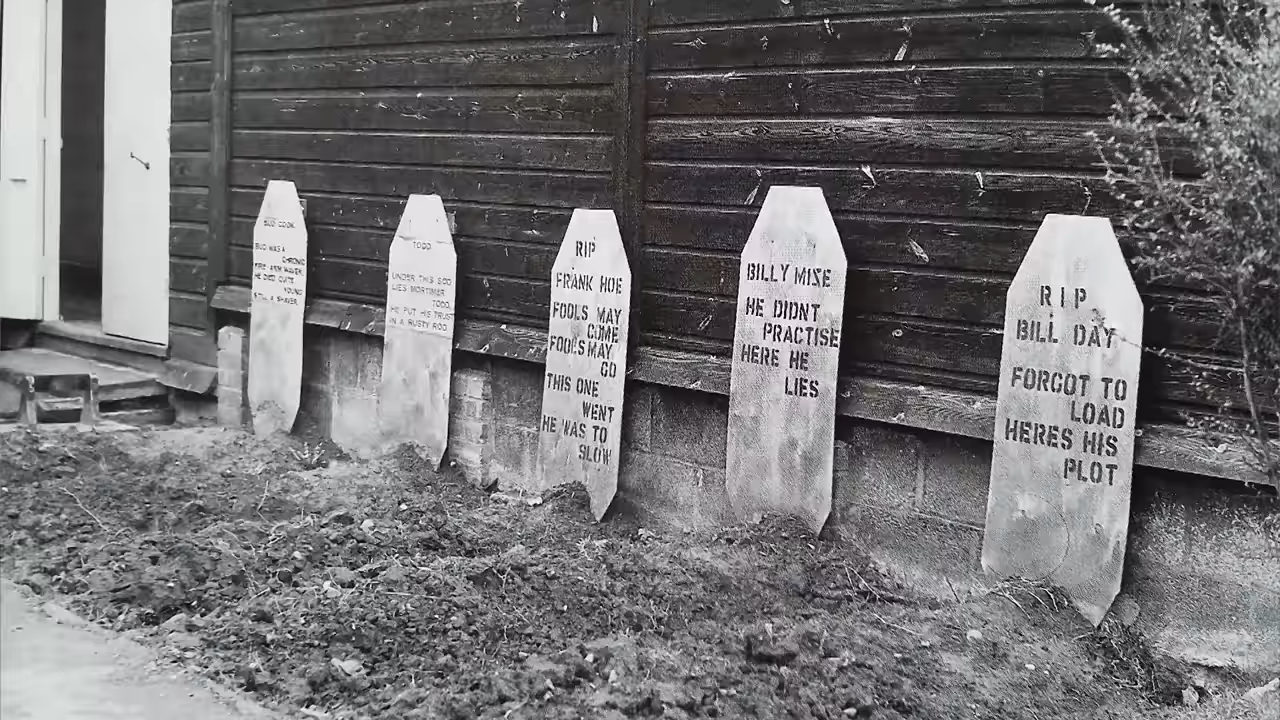 BUD COOK.
BUD WAS A
CHRONIC
FIRE-ARM WAVER,
HE DIED QUITE
YOUNG
STILL A SHAVER.
TODD
UNDER THIS SOD
LIES MORTIMER
TODD.
HE PUT HIS TRUST
IN A RUSTY ROD.
RIP
FRANK HOE
FOOLS MAY
COME
FOOLS MAY
GO
THIS ONE
WENT
HE WAS TO
SLOW
BILLY MIZE
HE DIDNT
PRACTISE
HERE HE
LIES
RIP
BILL DAY
FORGOT TO
LOAD
HERES HIS
PLOT